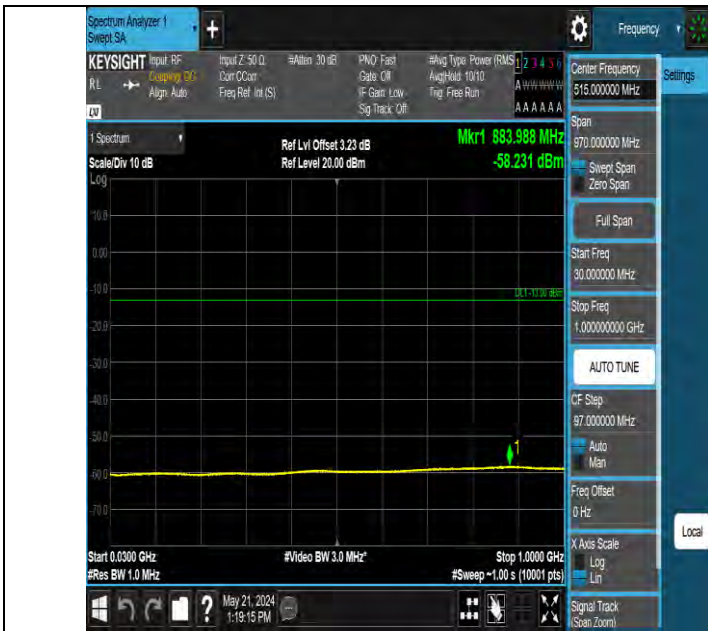 Spectrum Analyzer 1
Swept SA
+
Frequency
KEYSIGHT
RL
Input: RF
Coupling: DC
Align: Auto
Input Z: 50 Ω
Corr CCorr
Freq Ref: Int (S)
#Atten: 30 dB
PNO: Fast
Gate: Off
IF Gain: Low
Sig Track: Off
#Avg Type: Power (RMS
Avg|Hold: 10/10
Trig: Free Run
1 2 3 4 5 6
A W W W W W
A A A A A A
Settings
1 Spectrum
Scale/Div 10 dB
Log
Ref Lvl Offset 3.23 dB
Ref Level 20.00 dBm
Mkr1 883.988 MHz
-58.231 dBm
10.0
0.00
-10.0
-20.0
-30.0
-40.0
-50.0
-60.0
-70.0
DL1 -13.00 dBm
1
Start 0.0300 GHz
#Res BW 1.0 MHz
#Video BW 3.0 MHz*
Stop 1.0000 GHz
#Sweep ~1.00 s (10001 pts)
Center Frequency
515.000000 MHz
Span
970.000000 MHz
Swept Span
Zero Span
Full Span
Start Freq
30.000000 MHz
Stop Freq
1.000000000 GHz
AUTO TUNE
CF Step
97.000000 MHz
Auto
Man
Freq Offset
0 Hz
X Axis Scale
Log
Lin
Signal Track
(Span Zoom)
Local
?
May 21, 2024
1:19:15 PM